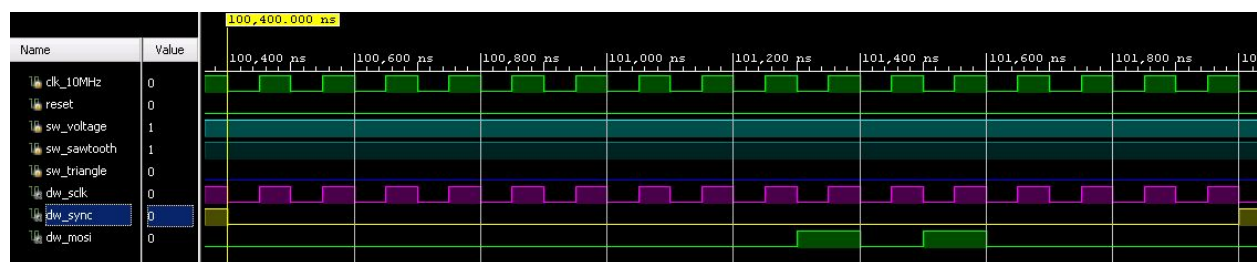 100,400.000 ns
Name Value
100,400 ns 100,600 ns 100,800 ns 101,000 ns 101,200 ns 101,400 ns 101,600 ns 101,800 ns 10
clk_10MHz 0
reset 0
sw_voltage 1
sw_sawtooth 1
sw_triangle 0
dw_sclk 0
dw_sync 0
dw_mosi 0